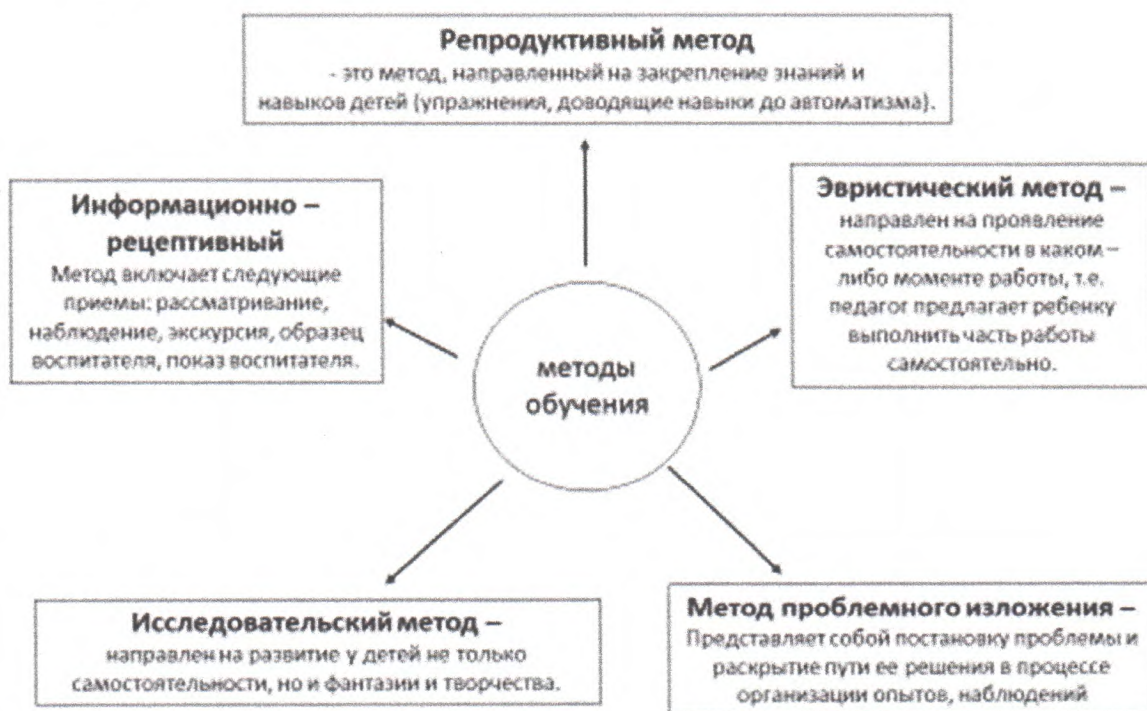 Репродуктивный метод
- это метод, направленный на закрепление знаний и
навыков детей (упражнения, доводящие навыки до автоматизма).
Информационно –
рецептивный
Метод включает следующие
приемы: рассматривание,
наблюдение, экскурсия, образец
воспитателя, показ воспитателя.
Эвристический метод –
направлен на проявление
самостоятельности в каком –
либо моменте работы, т.е.
педагог предлагает ребенку
выполнить часть работы
самостоятельно.
методы
обучения
Исследовательский метод –
направлен на развитие у детей не только
самостоятельности, но и фантазии и творчества.
Метод проблемного изложения –
Представляет собой постановку проблемы и
раскрытие пути ее решения в процессе
организации опытов, наблюдений